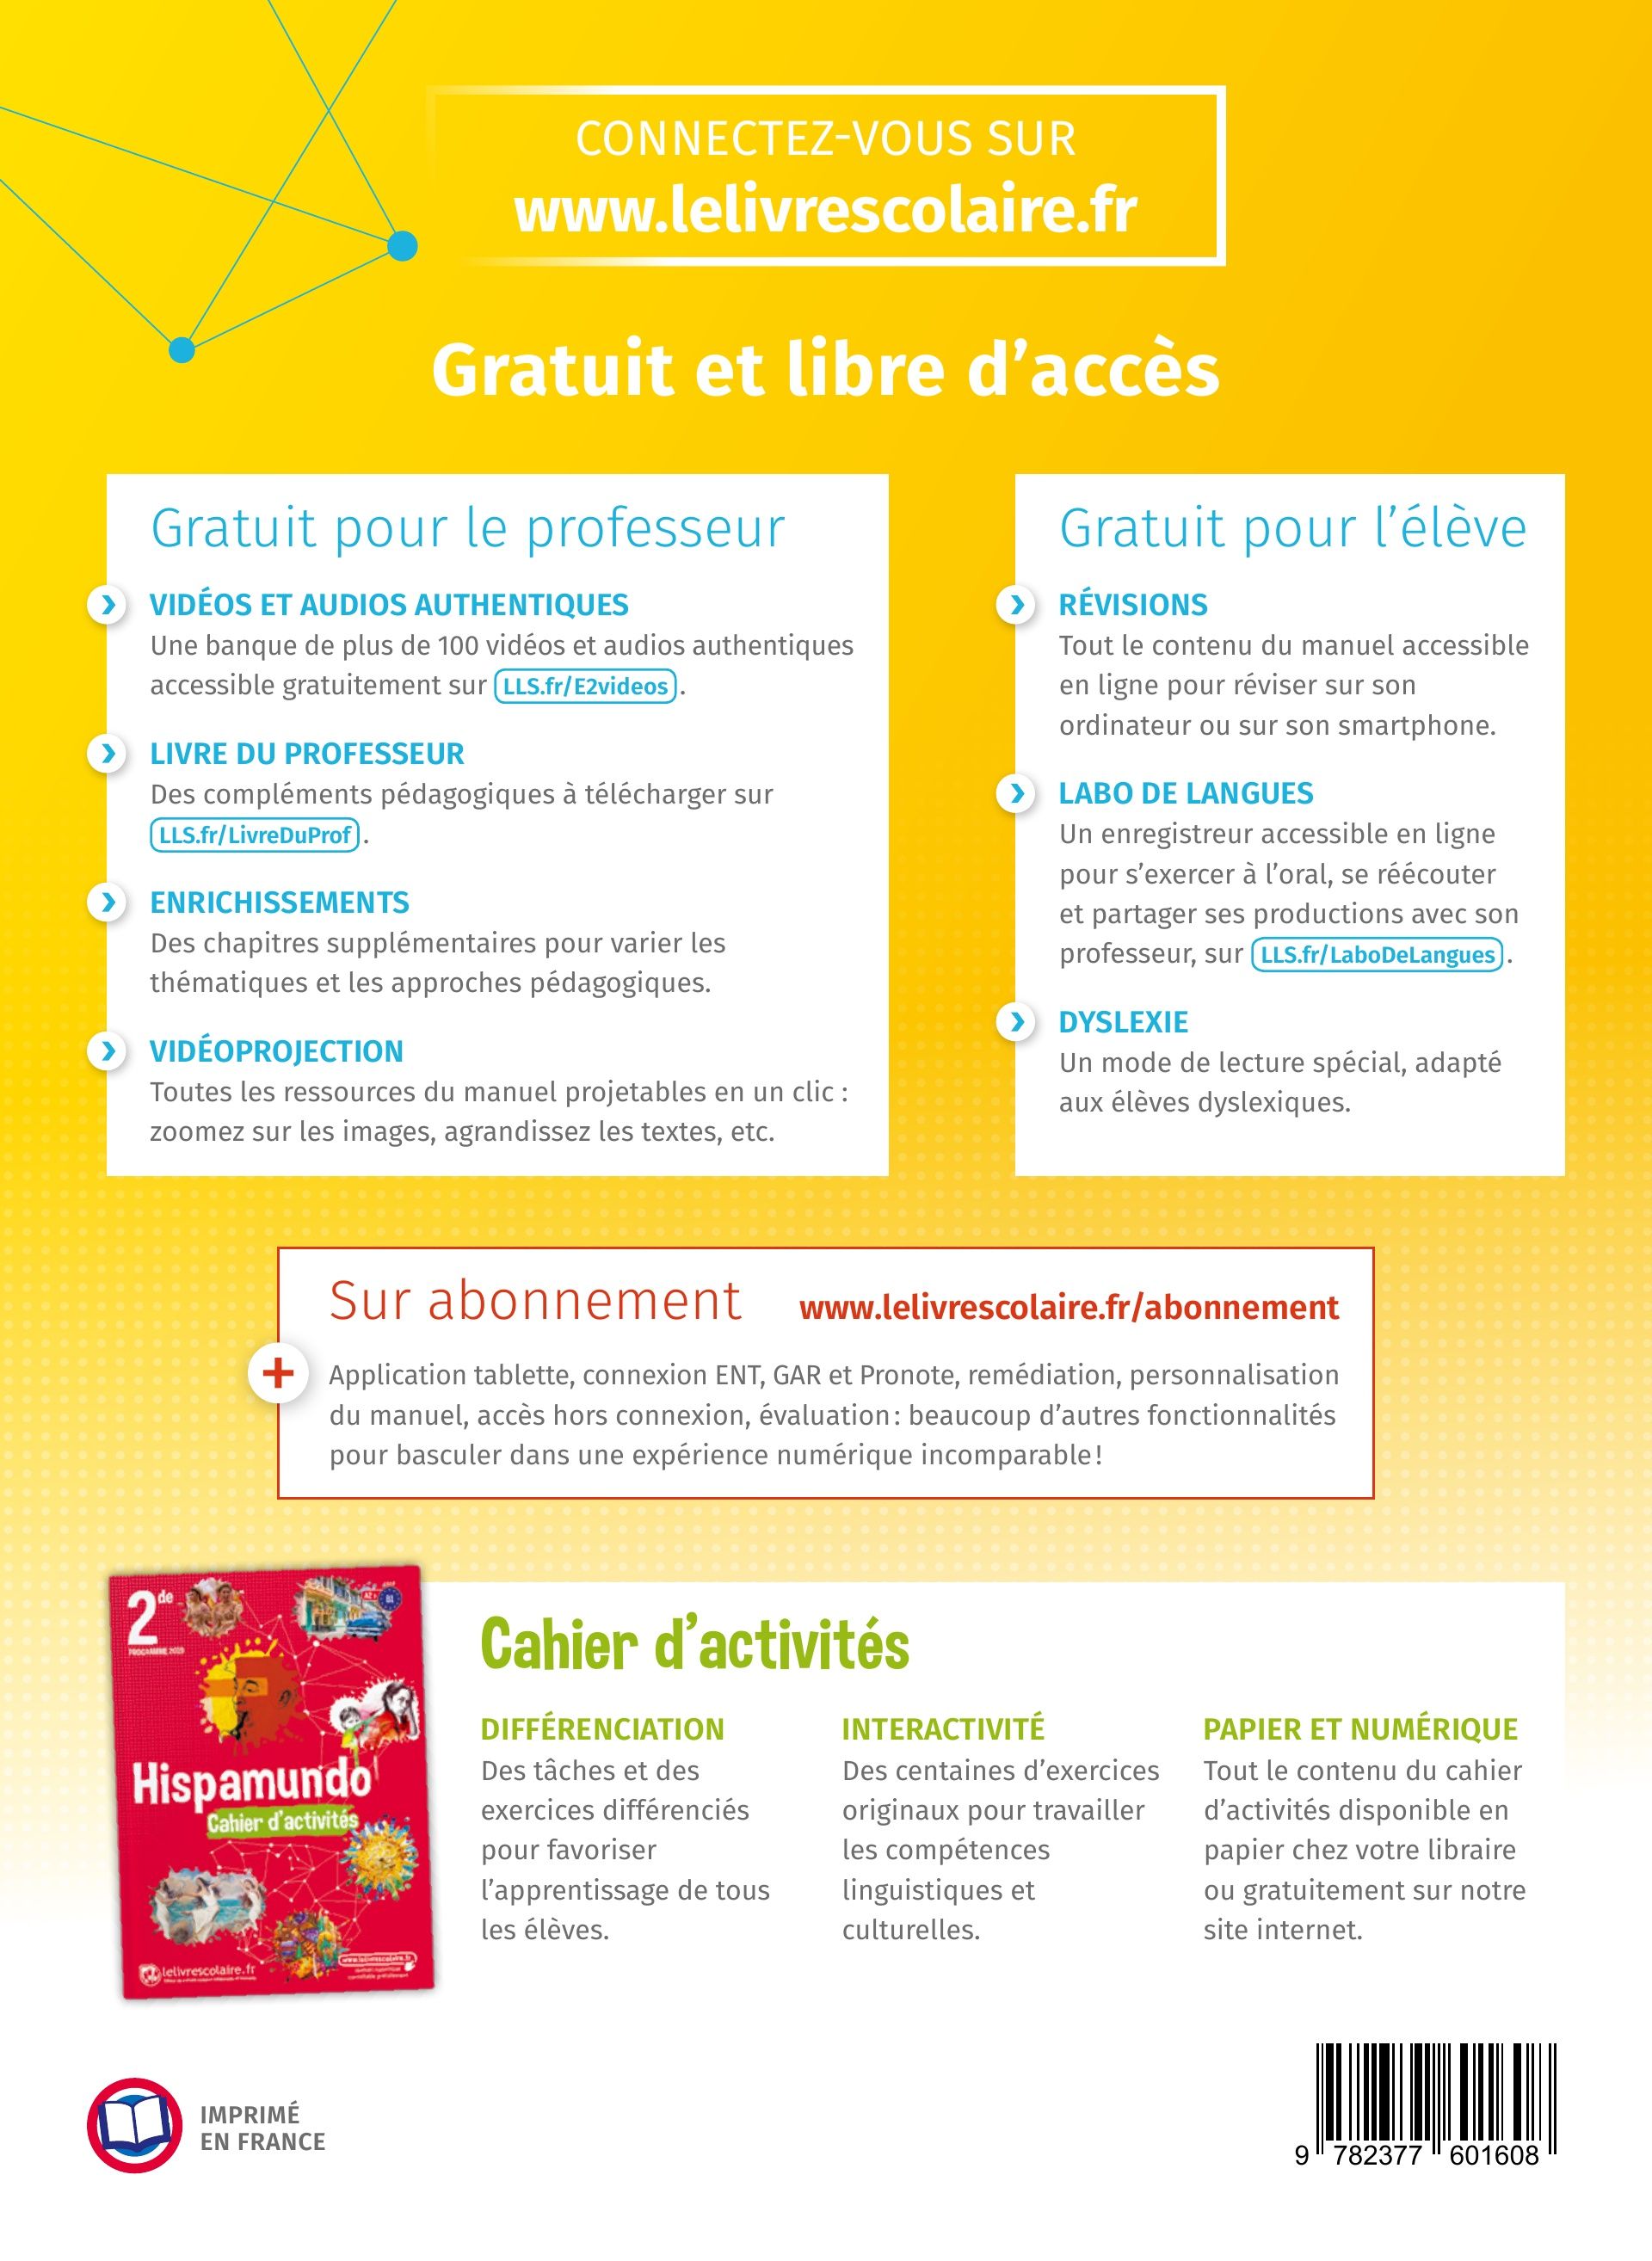 CONNECTEZ-VOUS SUR
www.lelivrescolaire.fr
Gratuit et libre d’accès
Gratuit pour le professeur
VIDÉOS ET AUDIOS AUTHENTIQUES
Une banque de plus de 100 vidéos et audios authentiques
accessible gratuitement sur LLS.fr/E2videos.
LIVRE DU PROFESSEUR
Des compléments pédagogiques à télécharger sur
LLS.fr/LivreDuProf.
ENRICHISSEMENTS
Des chapitres supplémentaires pour varier les
thématiques et les approches pédagogiques.
VIDÉOPROJECTION
Toutes les ressources du manuel projetables en un clic :
zoomez sur les images, agrandissez les textes, etc.
Gratuit pour l’élève
RÉVISIONS
Tout le contenu du manuel accessible
en ligne pour réviser sur son
ordinateur ou sur son smartphone.
LABO DE LANGUES
Un enregistreur accessible en ligne
pour s’exercer à l’oral, se réécouter
et partager ses productions avec son
professeur, sur LLS.fr/LaboDeLangues.
DYSLEXIE
Un mode de lecture spécial, adapté
aux élèves dyslexiques.
Sur abonnement www.lelivrescolaire.fr/abonnement
+
Application tablette, connexion ENT, GAR et Pronote, remédiation, personnalisation
du manuel, accès hors connexion, évaluation : beaucoup d’autres fonctionnalités
pour basculer dans une expérience numérique incomparable !
2de
PROGRAMME 2019
A2
B1
Hispamundo
Cahier d’activités
lelivrescolaire.fr
www.lelivrescolaire.fr
Cahier d’activités
DIFFÉRENCIATION
Des tâches et des
exercices différenciés
pour favoriser
l’apprentissage de tous
les élèves.
INTERACTIVITÉ
Des centaines d’exercices
originaux pour travailler
les compétences
linguistiques et
culturelles.
PAPIER ET NUMÉRIQUE
Tout le contenu du cahier
d’activités disponible en
papier chez votre libraire
ou gratuitement sur notre
site internet.
IMPRIMÉ
EN FRANCE
9 782377 601608